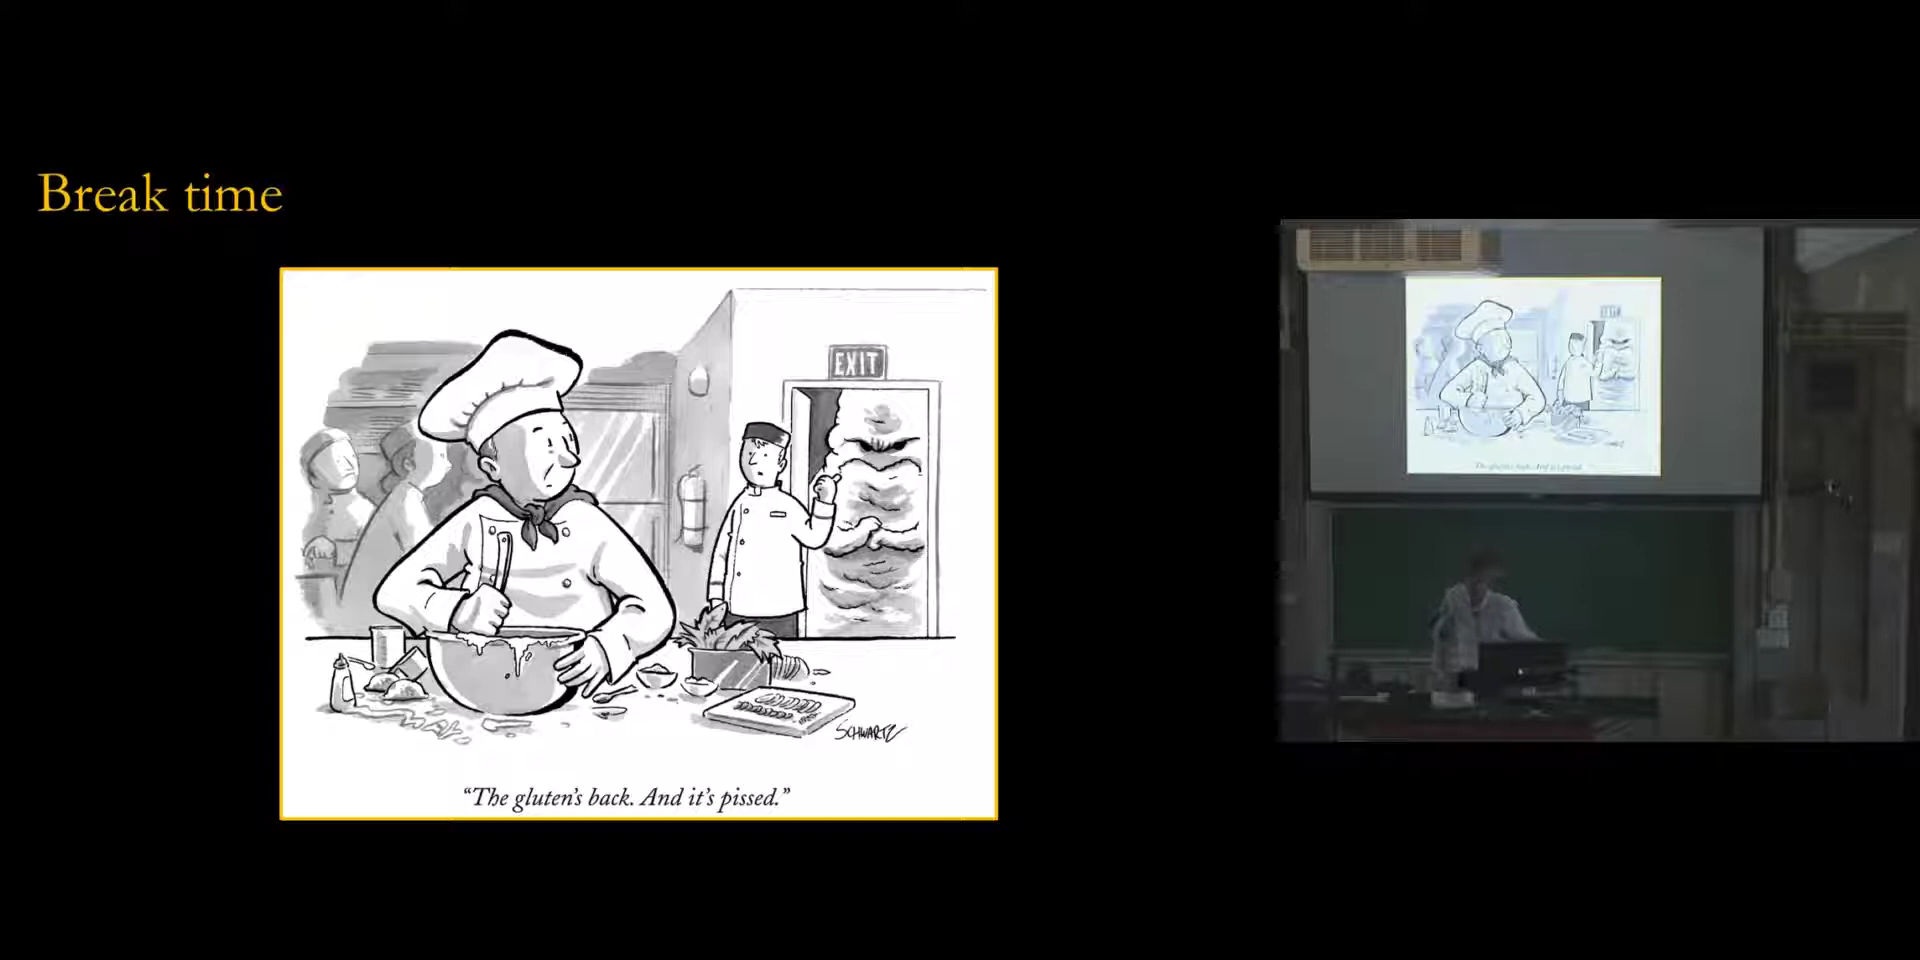 Break time
EXIT
SCHWARTZ
“The gluten’s back. And it’s pissed.”